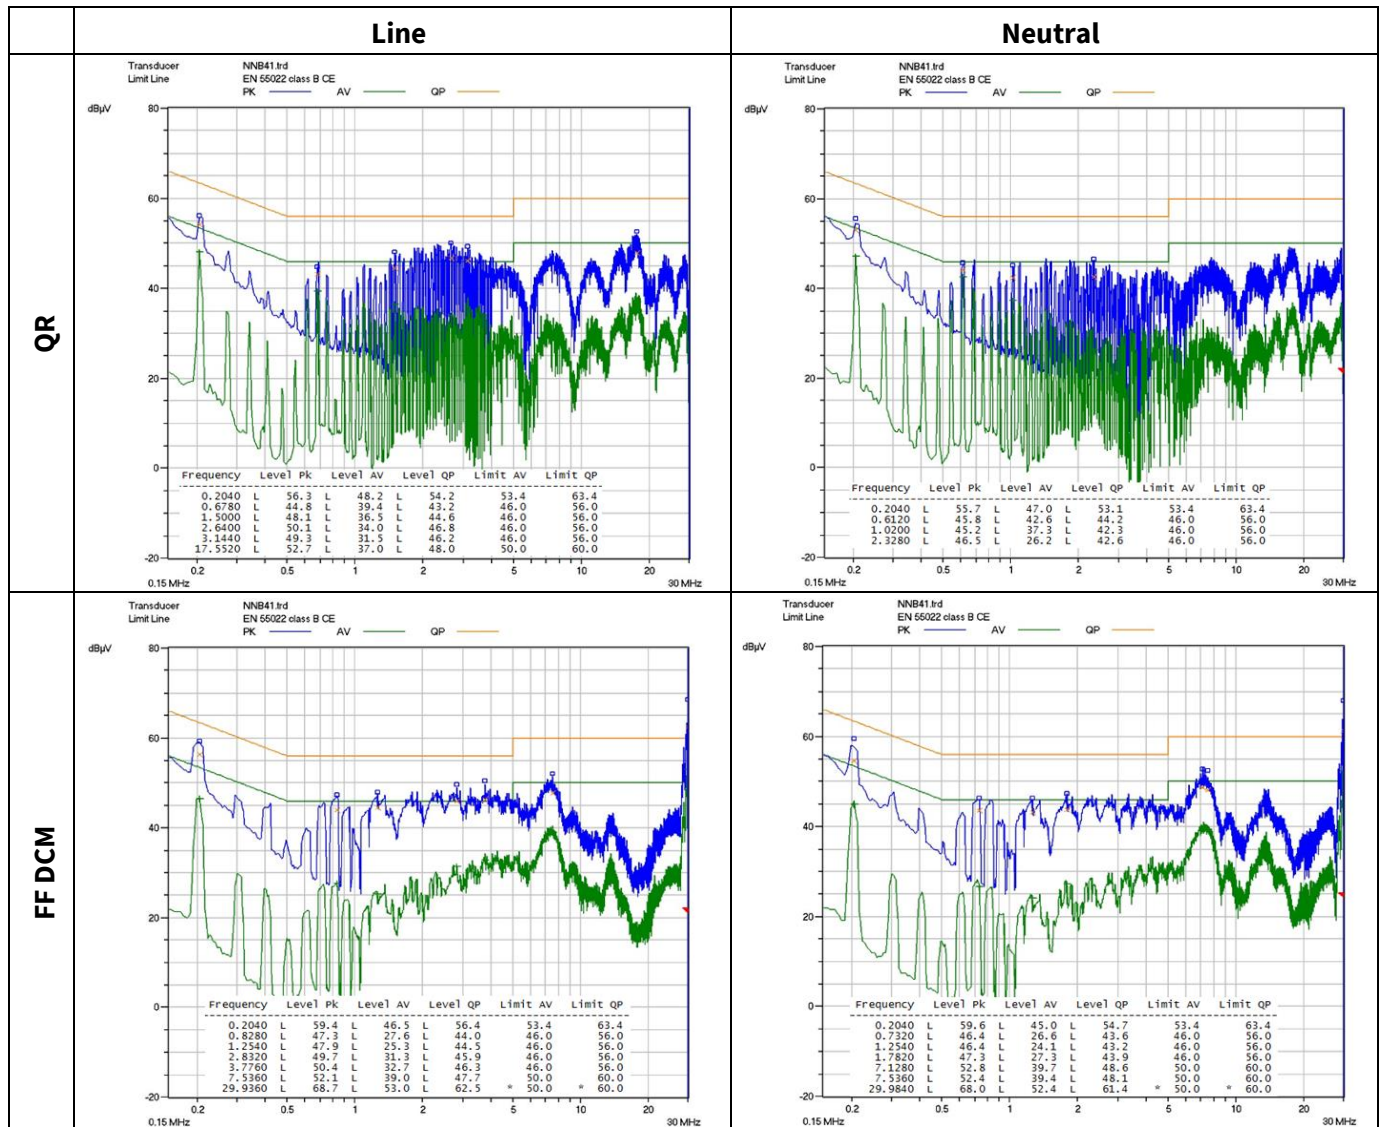 Line
Neutral
QR
Transducer NNB41.trd
Limit Line EN 55022 class B CE
PK AV QP
dBµV
80
60
40
20
0
-20
Frequency Level Pk Level AV Level QP Limit AV Limit QP
0.2040 L 56.3 L 48.2 L 54.2 53.4 63.4
0.6780 L 44.8 L 39.4 L 43.2 46.0 56.0
1.5000 L 48.1 L 36.5 L 44.6 46.0 56.0
2.6400 L 50.1 L 34.0 L 46.8 46.0 56.0
3.1440 L 49.3 L 31.5 L 46.2 46.0 56.0
17.5520 L 52.7 L 37.0 L 48.0 50.0 60.0
0.2 0.5 1 2 5 10 20
0.15 MHz 30 MHz
Transducer NNB41.trd
Limit Line EN 55022 class B CE
PK AV QP
dBµV
80
60
40
20
0
-20
Frequency Level Pk Level AV Level QP Limit AV Limit QP
0.2040 L 55.7 L 47.0 L 53.1 53.4 63.4
0.6120 L 45.8 L 42.6 L 44.2 46.0 56.0
1.0200 L 45.2 L 37.3 L 42.3 46.0 56.0
2.3280 L 46.5 L 26.2 L 42.6 46.0 56.0
0.2 0.5 1 2 5 10 20
0.15 MHz 30 MHz
FF DCM
Transducer NNB41.trd
Limit Line EN 55022 class B CE
PK AV QP
dBµV
80
60
40
20
0
-20
Frequency Level Pk Level AV Level QP Limit AV Limit QP
0.2040 L 59.4 L 46.5 L 56.4 53.4 63.4
0.8280 L 47.3 L 27.6 L 44.0 46.0 56.0
1.2540 L 47.9 L 25.3 L 44.5 46.0 56.0
2.8320 L 49.7 L 31.3 L 45.9 46.0 56.0
3.7760 L 50.4 L 32.7 L 46.3 46.0 56.0
7.5360 L 52.1 L 39.0 L 47.7 50.0 60.0
29.9360 L 68.7 L 53.0 L 62.5 * 50.0 * 60.0
0.2 0.5 1 2 5 10 20
0.15 MHz 30 MHz
Transducer NNB41.trd
Limit Line EN 55022 class B CE
PK AV QP
dBµV
80
60
40
20
0
-20
Frequency Level Pk Level AV Level QP Limit AV Limit QP
0.2040 L 59.6 L 45.0 L 54.7 53.4 63.4
0.7320 L 46.4 L 26.6 L 43.6 46.0 56.0
1.2540 L 46.4 L 24.1 L 43.2 46.0 56.0
1.7820 L 47.3 L 27.3 L 43.9 46.0 56.0
7.1280 L 52.8 L 39.7 L 48.6 50.0 60.0
7.5360 L 52.4 L 39.4 L 48.1 50.0 60.0
29.9840 L 68.0 L 52.4 L 61.4 * 50.0 * 60.0
0.2 0.5 1 2 5 10 20
0.15 MHz 30 MHz